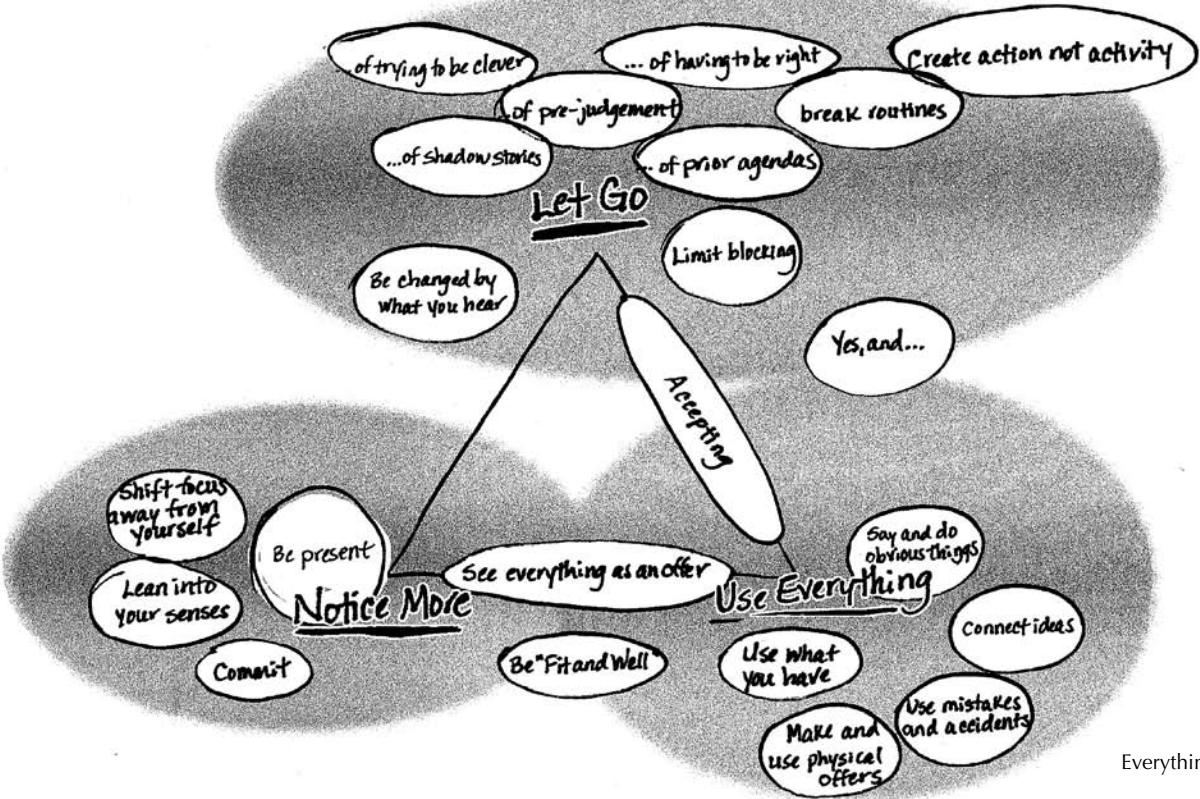 ...of trying to be clever
... of having to be right
Create action not activity
...of pre-judgement
break routines
...of shadow stories
... of prior agendas
Let Go
Limit blocking
Be changed by
what you hear
Yes, and...
Accepting
Shift focus
away from
yourself
Be present
See everything as an offer
Say and do
obvious things
Lean into
your senses
Notice More
Use Everything
Connect ideas
Commit
Be "Fit and Well"
Use what
you have
Use mistakes
and accidents
Make and
use physical
offers